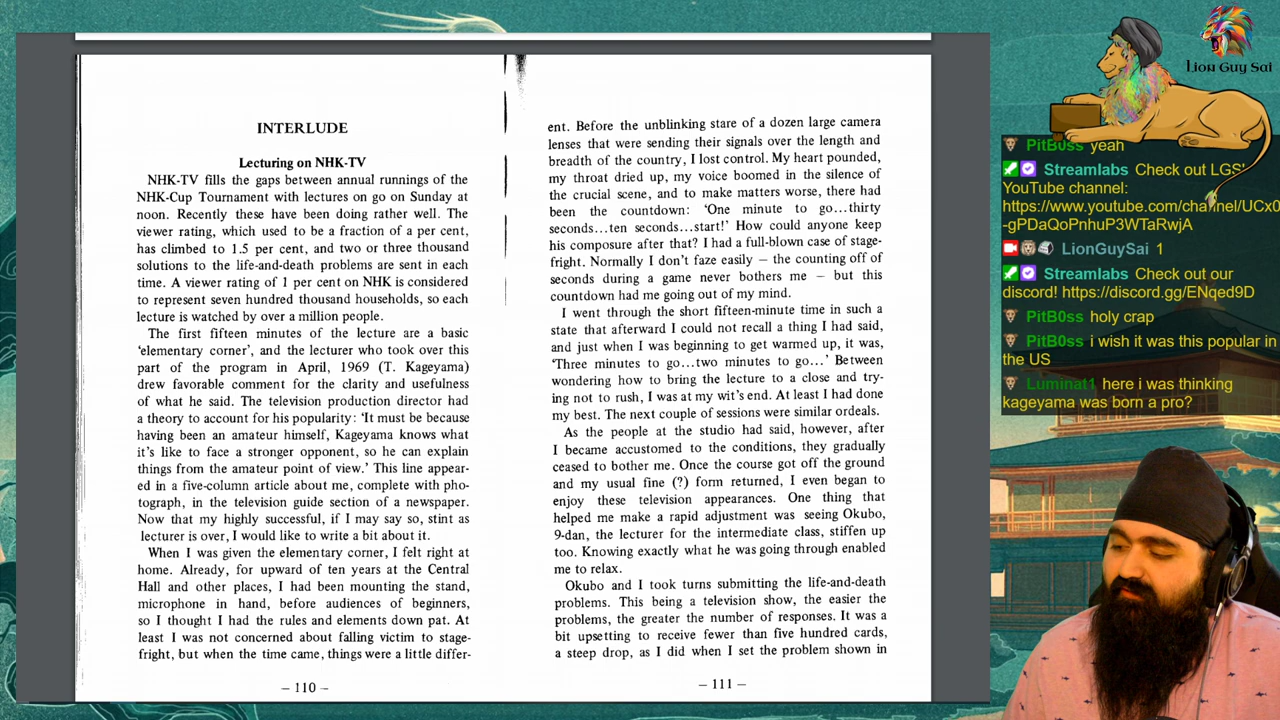 INTERLUDE
Lecturing on NHK-TV
NHK-TV fills the gaps between annual runnings of the
NHK-Cup Tournament with lectures on go on Sunday at
noon. Recently these have been doing rather well. The
viewer rating, which used to be a fraction of a per cent,
has climbed to 1.5 per cent, and two or three thousand
solutions to the life-and-death problems are sent in each
time. A viewer rating of 1 per cent on NHK is considered
to represent seven hundred thousand households, so each
lecture is watched by over a million people.
The first fifteen minutes of the lecture are a basic
‘elementary corner’, and the lecturer who took over this
part of the program in April, 1969 (T. Kageyama)
drew favorable comment for the clarity and usefulness
of what he said. The television production director had
a theory to account for his popularity: ‘It must be because
having been an amateur himself, Kageyama knows what
it’s like to face a stronger opponent, so he can explain
things from the amateur point of view.’ This line appear-
ed in a five-column article about me, complete with pho-
tograph, in the television guide section of a newspaper.
Now that my highly successful, if I may say so, stint as
lecturer is over, I would like to write a bit about it.
When I was given the elementary corner, I felt right at
home. Already, for upward of ten years at the Central
Hall and other places, I had been mounting the stand,
microphone in hand, before audiences of beginners,
so I thought I had the rules and elements down pat. At
least I was not concerned about falling victim to stage-
fright, but when the time came, things were a little differ-
– 110 –
ent. Before the unblinking stare of a dozen large camera
lenses that were sending their signals over the length and
breadth of the country, I lost control. My heart pounded,
my throat dried up, my voice boomed in the silence of
the crucial scene, and to make matters worse, there had
been the countdown: ‘One minute to go...thirty
seconds...ten seconds...start!’ How could anyone keep
his composure after that? I had a full-blown case of stage-
fright. Normally I don’t faze easily – the counting off of
seconds during a game never bothers me – but this
countdown had me going out of my mind.
I went through the short fifteen-minute time in such a
state that afterward I could not recall a thing I had said,
and just when I was beginning to get warmed up, it was,
‘Three minutes to go...two minutes to go...’ Between
wondering how to bring the lecture to a close and try-
ing not to rush, I was at my wit’s end. At least I had done
my best. The next couple of sessions were similar ordeals.
As the people at the studio had said, however, after
I became accustomed to the conditions, they gradually
ceased to bother me. Once the course got off the ground
and my usual fine (?) form returned, I even began to
enjoy these television appearances. One thing that
helped me make a rapid adjustment was seeing Okubo,
9-dan, the lecturer for the intermediate class, stiffen up
too. Knowing exactly what he was going through enabled
me to relax.
Okubo and I took turns submitting the life-and-death
problems. This being a television show, the easier the
problems, the greater the number of responses. It was a
bit upsetting to receive fewer than five hundred cards,
a steep drop, as I did when I set the problem shown in
– 111 –
Lion Guy Sai
PitB0ss yeah
Streamlabs Check out LGS'
YouTube channel:
https://www.youtube.com/channel/UCx0
-gPDaQoPnhuP3WTaRwjA
LionGuySai 1
Streamlabs Check out our
discord! https://discord.gg/ENqed9D
PitB0ss holy crap
PitB0ss i wish it was this popular in
the US
Luminat1 here i was thinking
kageyama was born a pro?